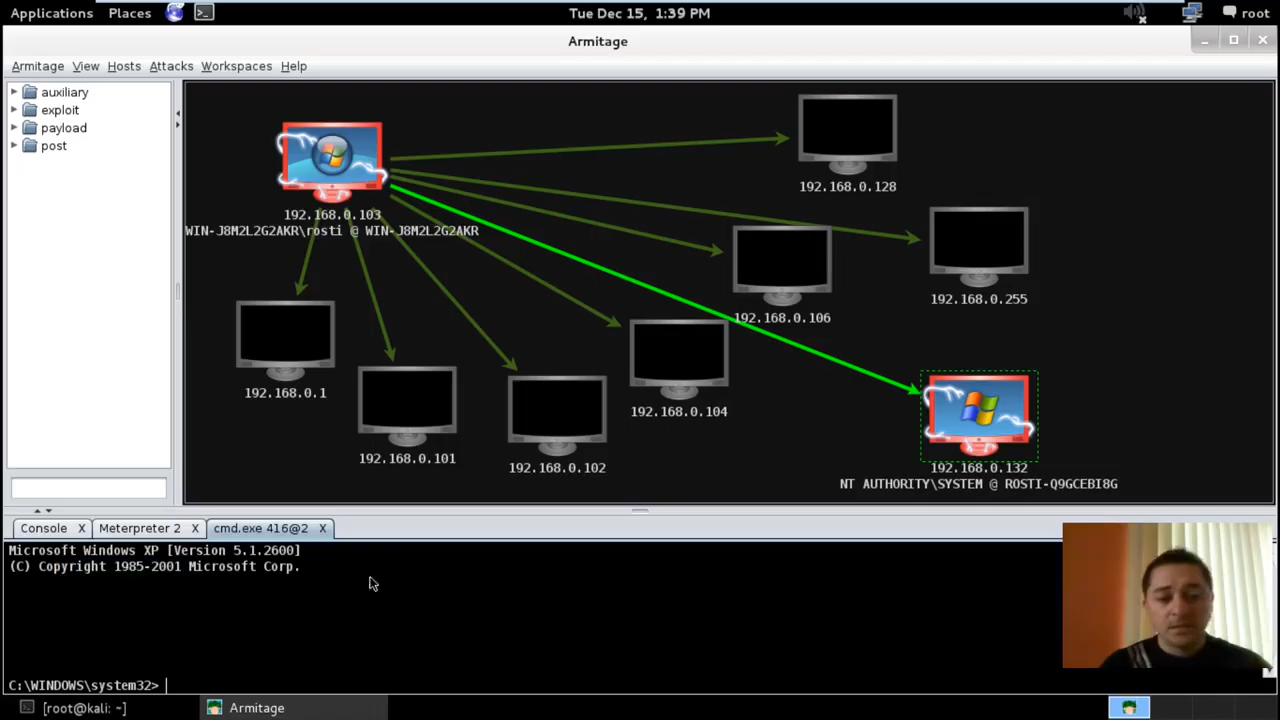 Applications Places Tue Dec 15, 1:39 PM root
Armitage
Armitage View Hosts Attacks Workspaces Help
auxiliary
exploit
payload
post
192.168.0.128
192.168.0.103
WIN-J8M2L2G2AKR\rosti @ WIN-J8M2L2G2AKR
192.168.0.255
192.168.0.106
192.168.0.1
192.168.0.104
192.168.0.101
192.168.0.102
192.168.0.132
NT AUTHORITY\SYSTEM @ ROSTI-Q9GCEBI8G
Console X Meterpreter 2 X cmd.exe 416@2 X
Microsoft Windows XP [Version 5.1.2600]
(C) Copyright 1985-2001 Microsoft Corp.
C:\WINDOWS\system32>
[root@kali: ~] Armitage